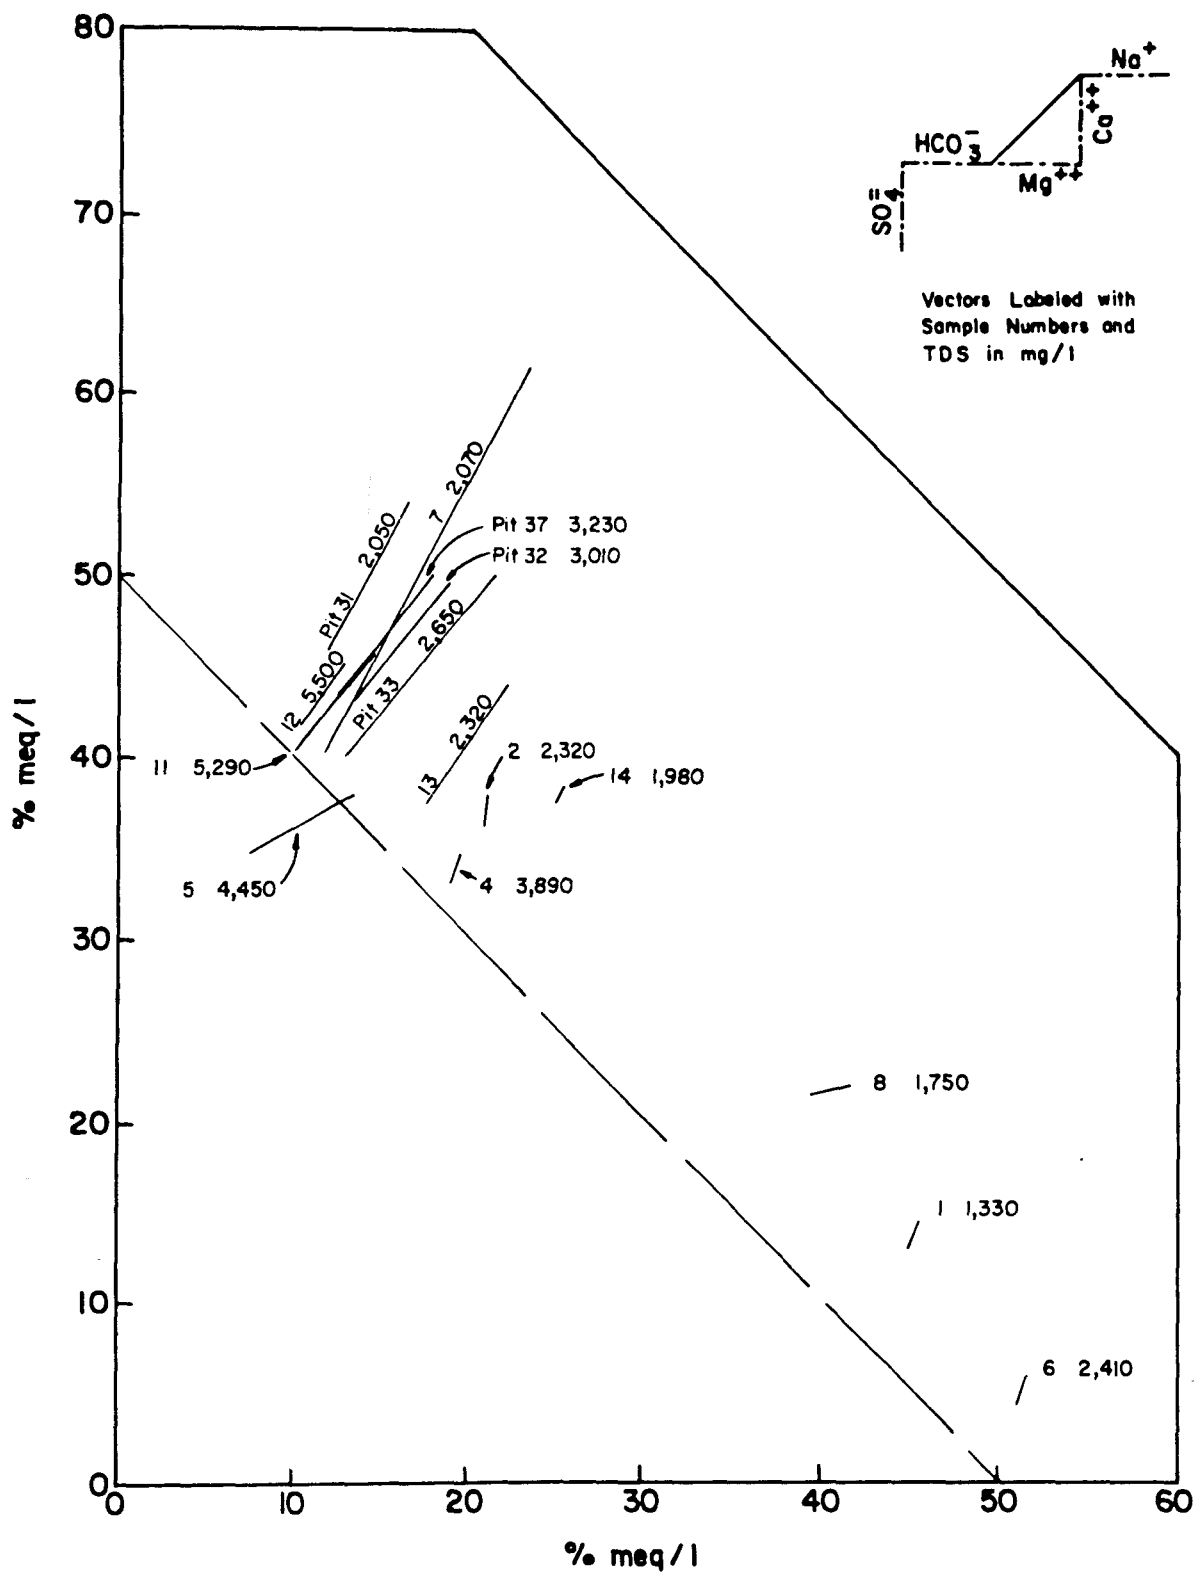 80
70
60
50
40
30
20
10
0
% meq/l
0 10 20 30 40 50 60
% meq/l
Na+
Ca++
HCO3-
Mg++
SO4=
Vectors Labeled with
Sample Numbers and
TDS in mg/l
7 2,070
Pit 37 3,230
Pit 32 3,010
Pit 31 2,050
12 5,500
Pit 33 2,650
11 5,290
13 2,320
2 2,320
14 1,980
5 4,450
4 3,890
8 1,750
1 1,330
6 2,410